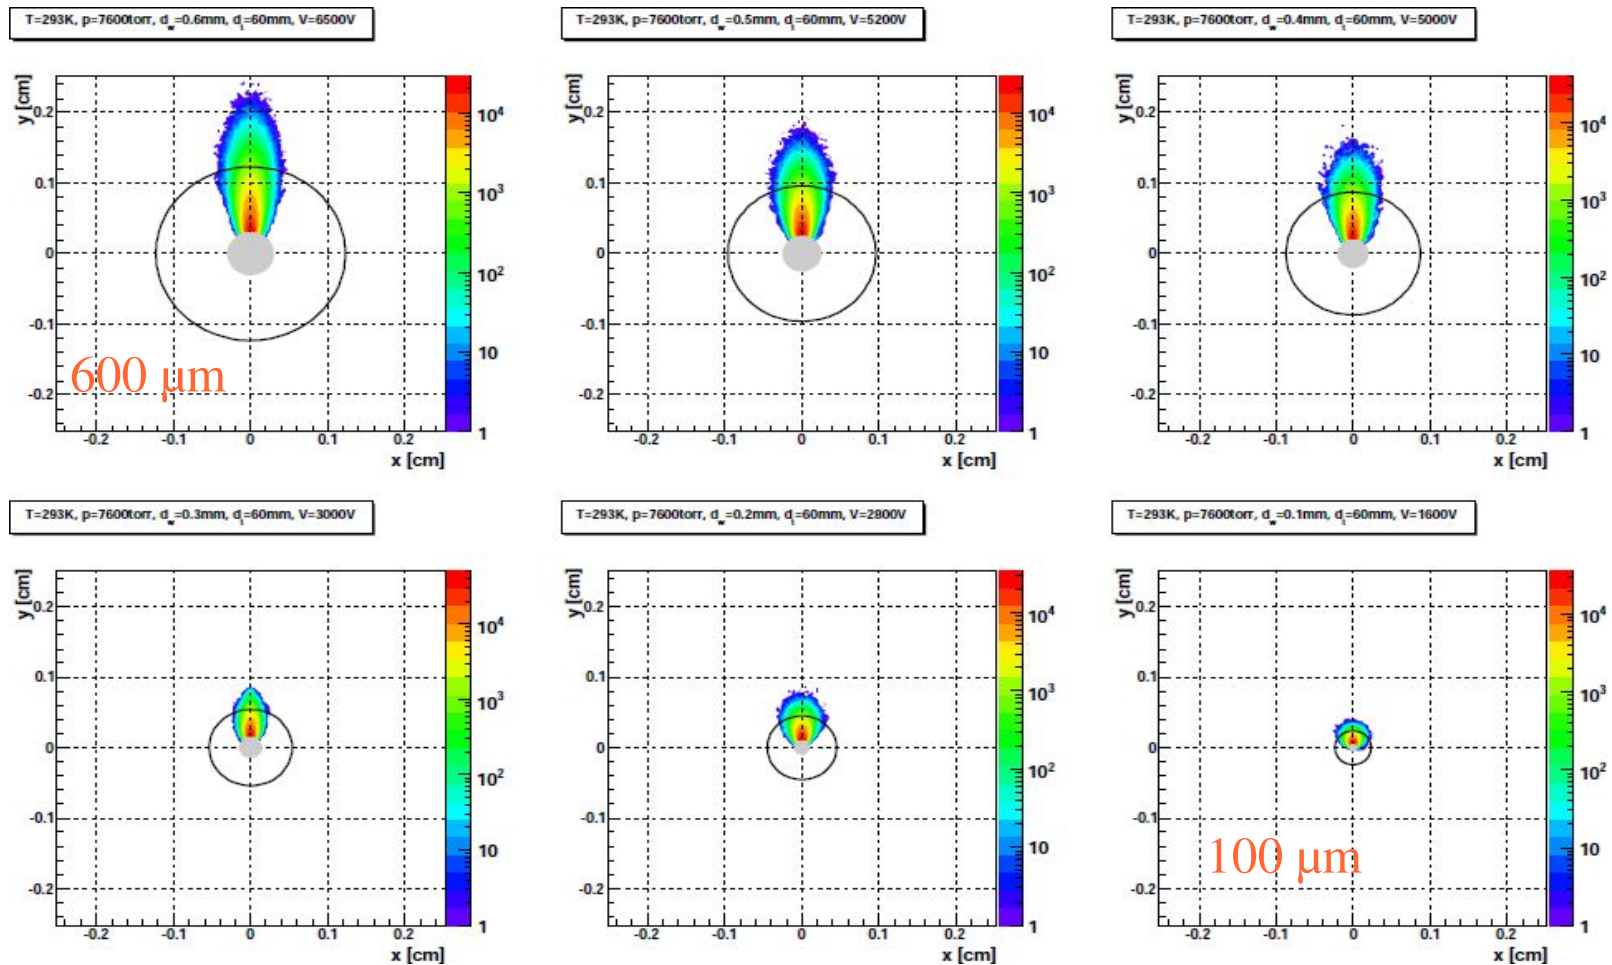 T=293K, p=7600torr, d_w=0.6mm, d_t=60mm, V=6500V
y [cm]
0.2
0.1
0
-0.1
-0.2
600 μm
-0.2 -0.1 0 0.1 0.2
x [cm]
10^4
10^3
10^2
10
1
T=293K, p=7600torr, d_w=0.5mm, d_t=60mm, V=5200V
y [cm]
0.2
0.1
0
-0.1
-0.2
-0.2 -0.1 0 0.1 0.2
x [cm]
10^4
10^3
10^2
10
1
T=293K, p=7600torr, d_w=0.4mm, d_t=60mm, V=5000V
y [cm]
0.2
0.1
0
-0.1
-0.2
-0.2 -0.1 0 0.1 0.2
x [cm]
10^4
10^3
10^2
10
1
T=293K, p=7600torr, d_w=0.3mm, d_t=60mm, V=3000V
y [cm]
0.2
0.1
0
-0.1
-0.2
-0.2 -0.1 0 0.1 0.2
x [cm]
10^4
10^3
10^2
10
1
T=293K, p=7600torr, d_w=0.2mm, d_t=60mm, V=2800V
y [cm]
0.2
0.1
0
-0.1
-0.2
-0.2 -0.1 0 0.1 0.2
x [cm]
10^4
10^3
10^2
10
1
T=293K, p=7600torr, d_w=0.1mm, d_t=60mm, V=1600V
y [cm]
0.2
0.1
0
-0.1
-0.2
100 μm
-0.2 -0.1 0 0.1 0.2
x [cm]
10^4
10^3
10^2
10
1